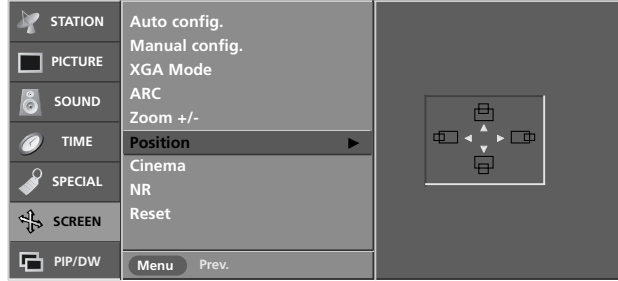 STATION
PICTURE
SOUND
TIME
SPECIAL
SCREEN
PIP/DW
Auto config.
Manual config.
XGA Mode
ARC
Zoom +/-
Position
Cinema
NR
Reset
Menu Prev.